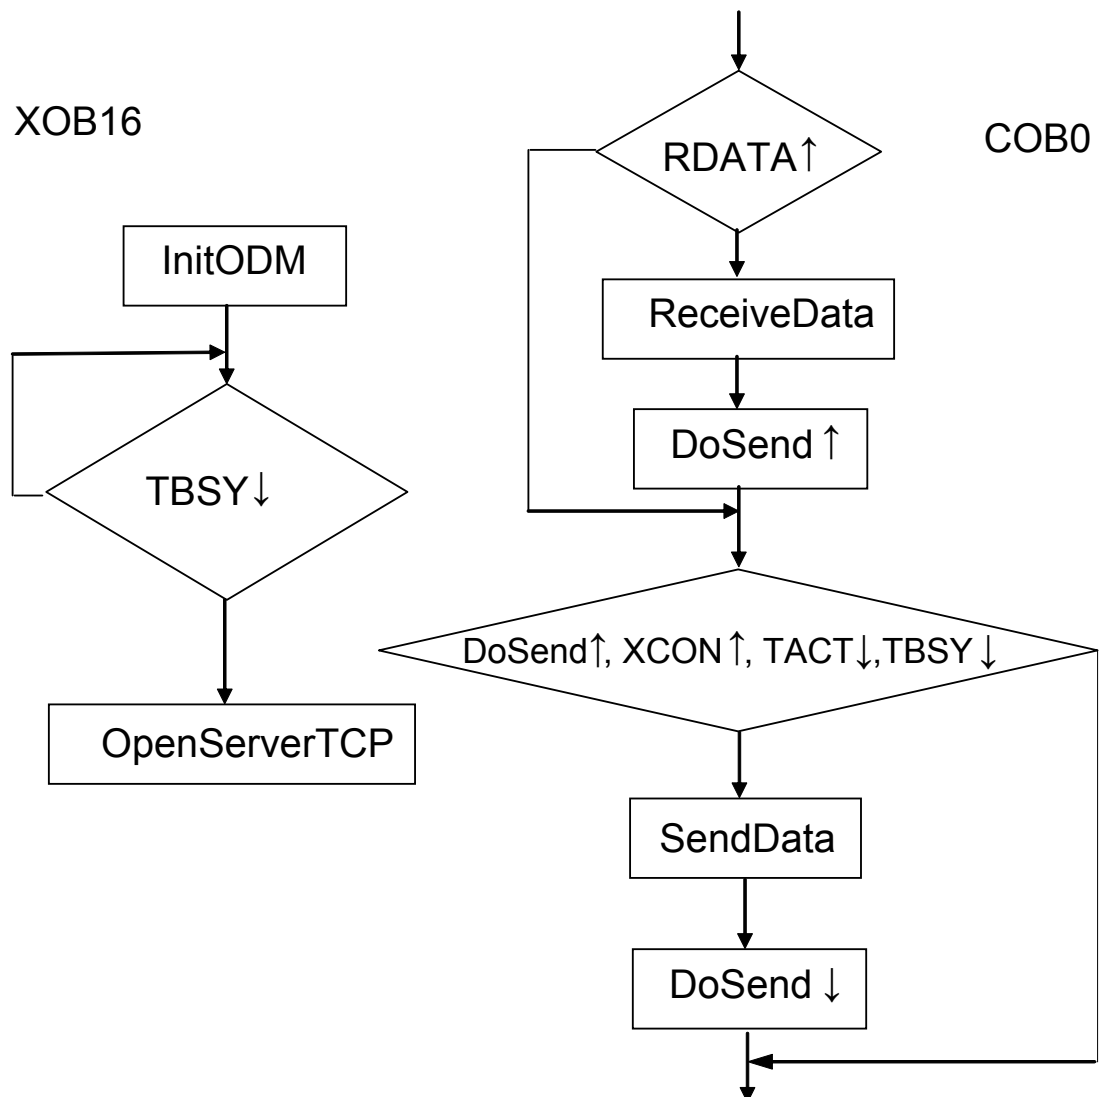 XOB16
InitODM
TBSY↓
OpenServerTCP
COB0
RDATA↑
ReceiveData
DoSend↑
DoSend↑, XCON↑, TACT↓,TBSY↓
SendData
DoSend↓